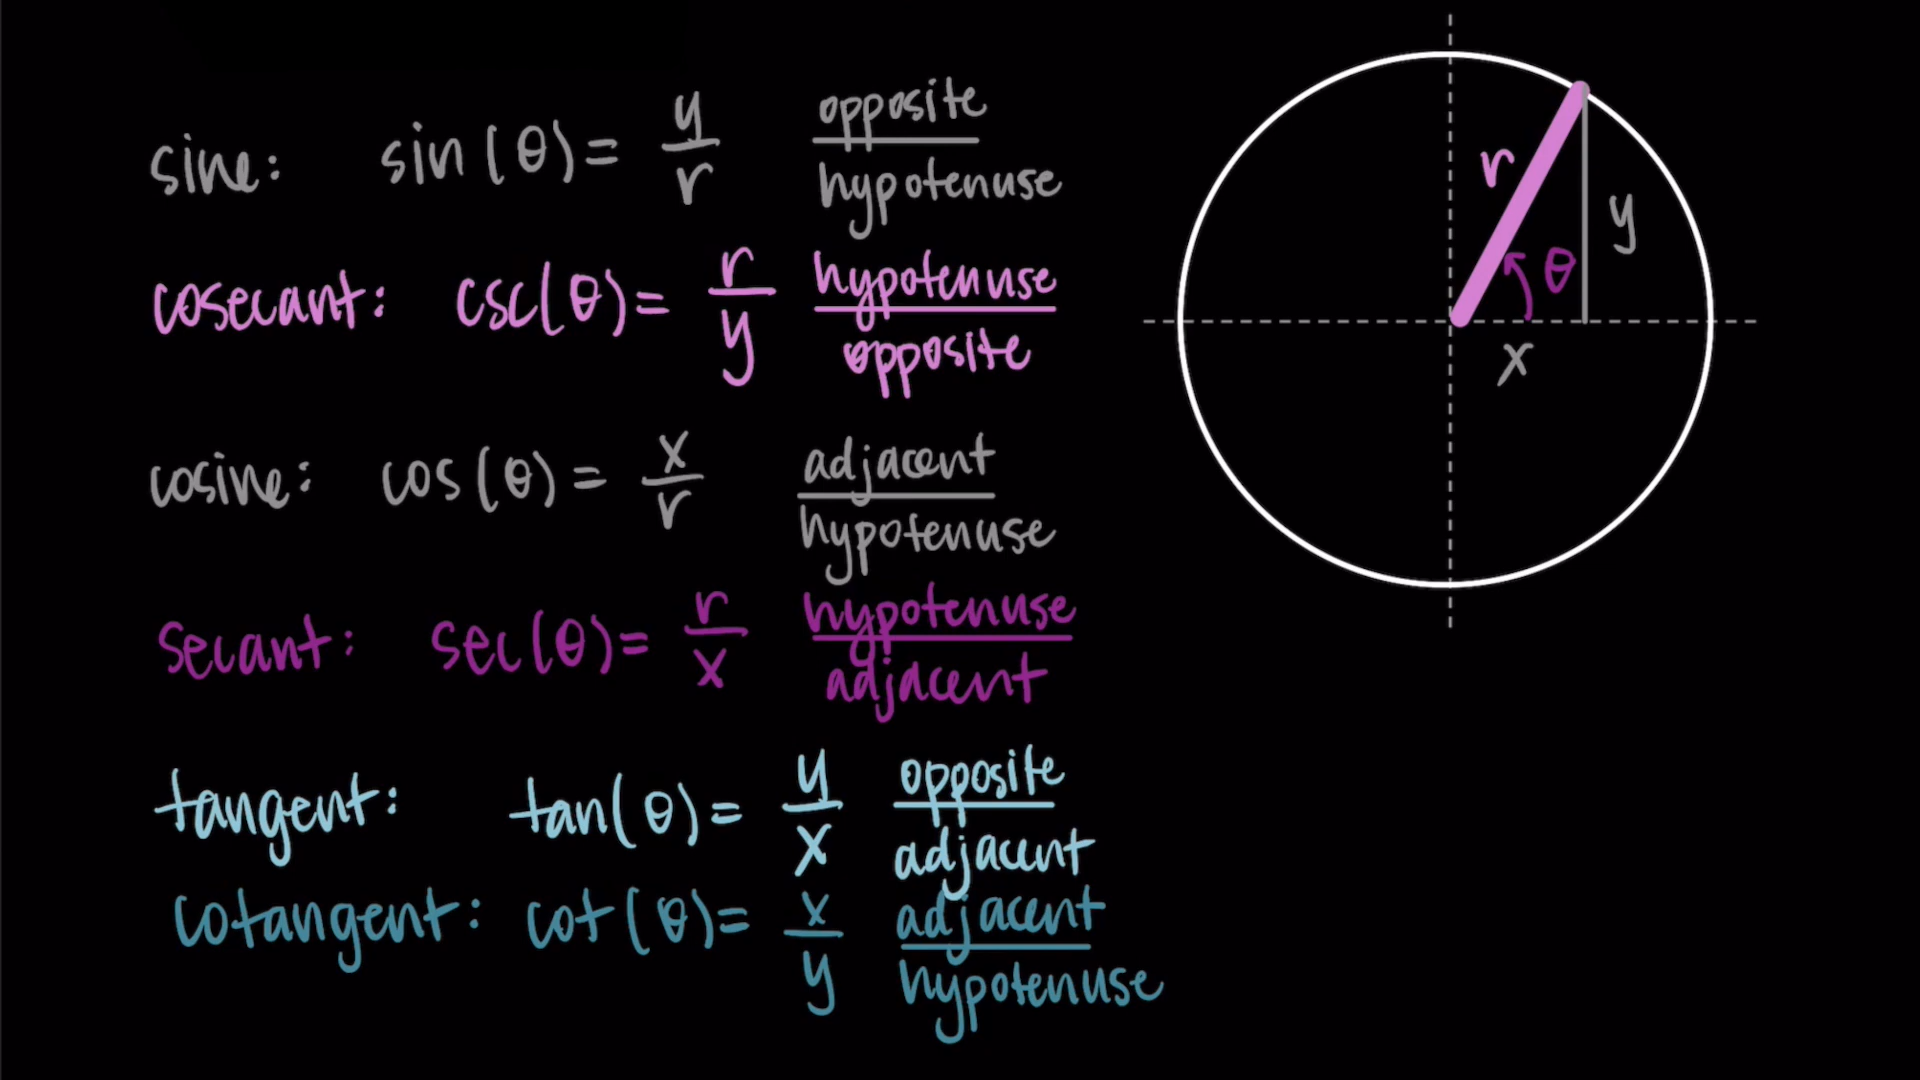 sine: sin(θ) = y/r opposite/hypotenuse
cosecant: csc(θ) = r/y hypotenuse/opposite
cosine: cos(θ) = x/r adjacent/hypotenuse
secant: sec(θ) = r/x hypotenuse/adjacent
tangent: tan(θ) = y/x opposite/adjacent
cotangent: cot(θ) = x/y adjacent/hypotenuse
r
y
θ
x